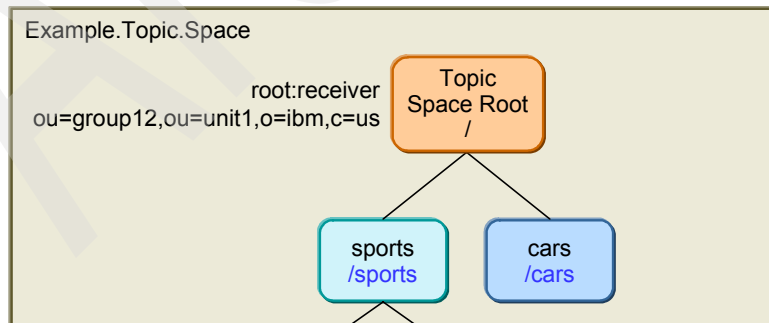 Example.Topic.Space
root:receiver
ou=group12,ou=unit1,o=ibm,c=us
Topic
Space Root
/
sports
/sports
cars
/cars